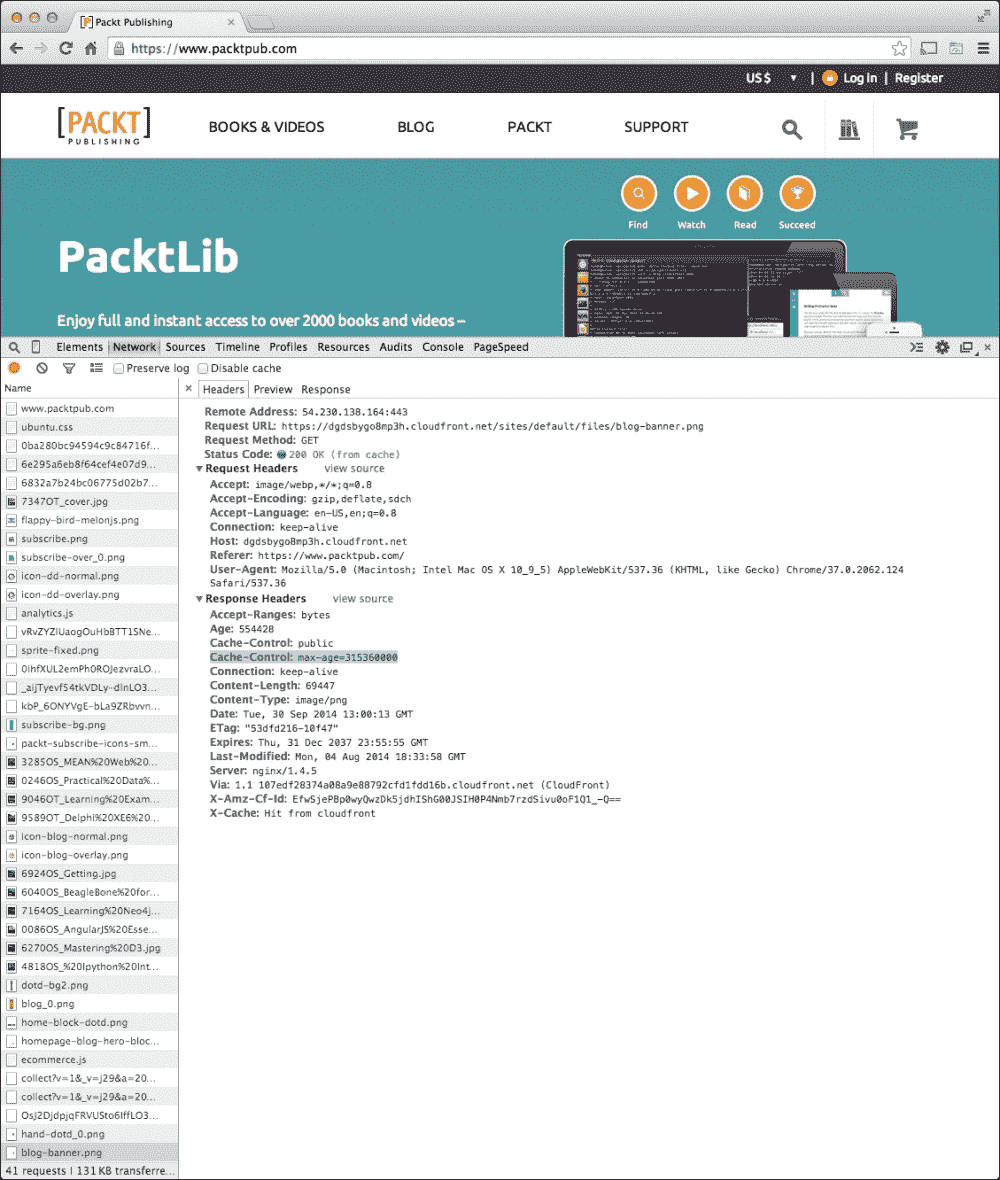 Packt Publishing
https://www.packtpub.com
US $ | Log In | Register
[PACKT]
PUBLISHING
BOOKS & VIDEOS BLOG PACKT SUPPORT
Find Watch Read Succeed
PacktLib
Enjoy full and instant access to over 2000 books and videos –
Elements Network Sources Timeline Profiles Resources Audits Console PageSpeed
Preserve log Disable cache
Name
Headers Preview Response
www.packtpub.com
ubuntu.css
0ba280bc94594c9c84716f...
6e295a6eb8f64cef4e07d9...
6832a7b24bc06775d02b7...
7347OT_cover.jpg
flappy-bird-melonjs.png
subscribe.png
subscribe-over_0.png
icon-dd-normal.png
icon-dd-overlay.png
analytics.js
vRvZYZlUaogOuHbBTT1SNe...
sprite-fixed.png
0ihfXUL2emPh0ROJezvraLO...
_aijTyevf54tkVDLy-dlnLO3...
kbP_6ONYVgE-bLa9ZRbvvn...
subscribe-bg.png
packt-subscribe-icons-sm...
3285OS_MEAN%20Web%20...
0246OS_Practical%20Data%...
9046OT_Learning%20Exam...
9589OT_Delphi%20XE6%20...
icon-blog-normal.png
icon-blog-overlay.png
6924OS_Getting.jpg
6040OS_BeagleBone%20for...
7164OS_Learning%20Neo4j...
0086OS_AngularJS%20Esse...
6270OS_Mastering%20D3.jpg
4818OS_%20Ipython%20Int...
dotd-bg2.png
blog_0.png
home-block-dotd.png
homepage-blog-hero-bloc...
ecommerce.js
collect?v=1&_v=j29&a=20...
collect?v=1&_v=j29&a=20...
OsJ2DjdpjqFRVUSto6IffLO3...
hand-dotd_0.png
blog-banner.png
41 requests | 131 KB transferre...
Remote Address: 54.230.138.164:443
Request URL: https://dgdsbygo8mp3h.cloudfront.net/sites/default/files/blog-banner.png
Request Method: GET
Status Code: 200 OK (from cache)
Request Headers view source
Accept: image/webp,*/*;q=0.8
Accept-Encoding: gzip,deflate,sdch
Accept-Language: en-US,en;q=0.8
Connection: keep-alive
Host: dgdsbygo8mp3h.cloudfront.net
Referer: https://www.packtpub.com/
User-Agent: Mozilla/5.0 (Macintosh; Intel Mac OS X 10_9_5) AppleWebKit/537.36 (KHTML, like Gecko) Chrome/37.0.2062.124
Safari/537.36
Response Headers view source
Accept-Ranges: bytes
Age: 554428
Cache-Control: public
Cache-Control: max-age=315360000
Connection: keep-alive
Content-Length: 69447
Content-Type: image/png
Date: Tue, 30 Sep 2014 13:00:13 GMT
ETag: "53dfd216-10f47"
Expires: Thu, 31 Dec 2037 23:55:55 GMT
Last-Modified: Mon, 04 Aug 2014 18:33:58 GMT
Server: nginx/1.4.5
Via: 1.1 107edf28374a08a9e88792cfd1fdd16b.cloudfront.net (CloudFront)
X-Amz-Cf-Id: EfwSjePBp0wyQwzDk5jdhIShG00JSIH0P4Nmb7rzdSivu0oF1Q1_-Q==
X-Cache: Hit from cloudfront